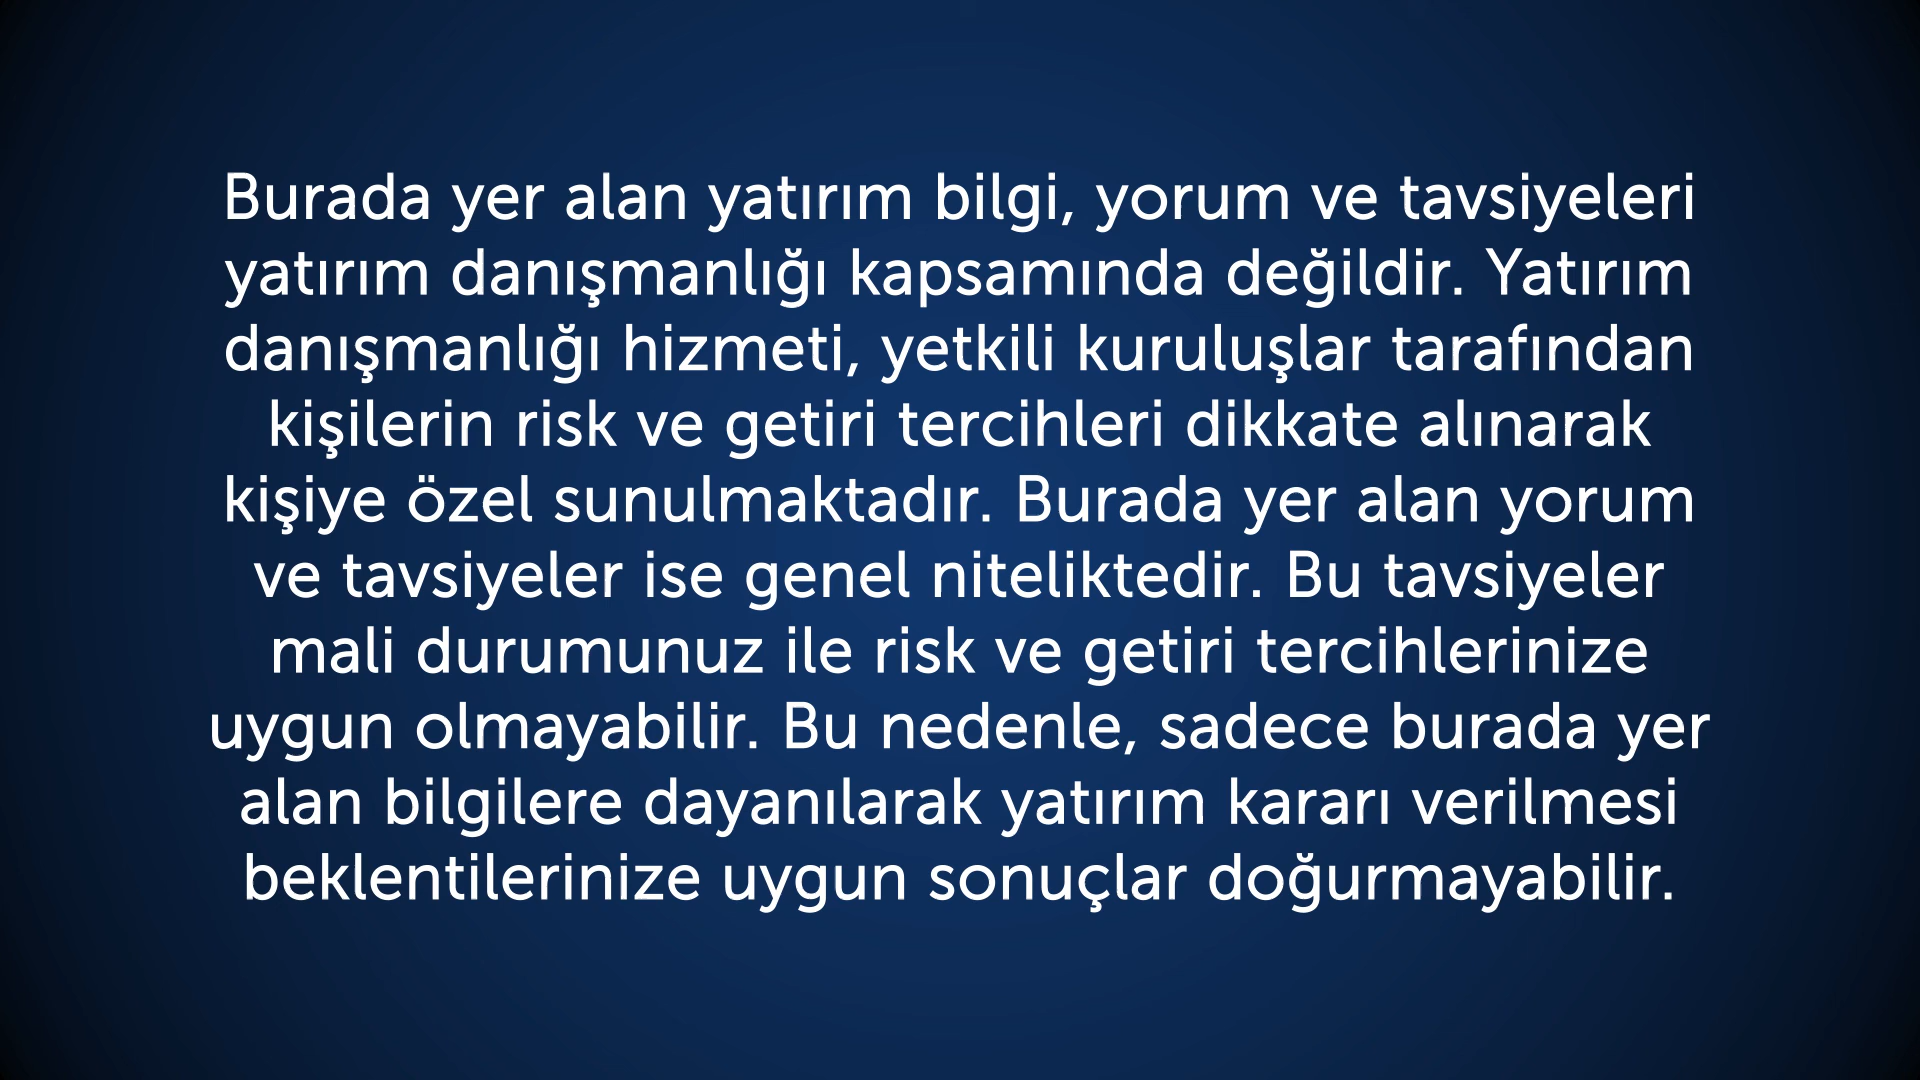 Burada yer alan yatırım bilgi, yorum ve tavsiyeleri
yatırım danışmanlığı kapsamında değildir. Yatırım
danışmanlığı hizmeti, yetkili kuruluşlar tarafından
kişilerin risk ve getiri tercihleri dikkate alınarak
kişiye özel sunulmaktadır. Burada yer alan yorum
ve tavsiyeler ise genel niteliktedir. Bu tavsiyeler
mali durumunuz ile risk ve getiri tercihlerinize
uygun olmayabilir. Bu nedenle, sadece burada yer
alan bilgilere dayanılarak yatırım kararı verilmesi
beklentilerinize uygun sonuçlar doğurmayabilir.